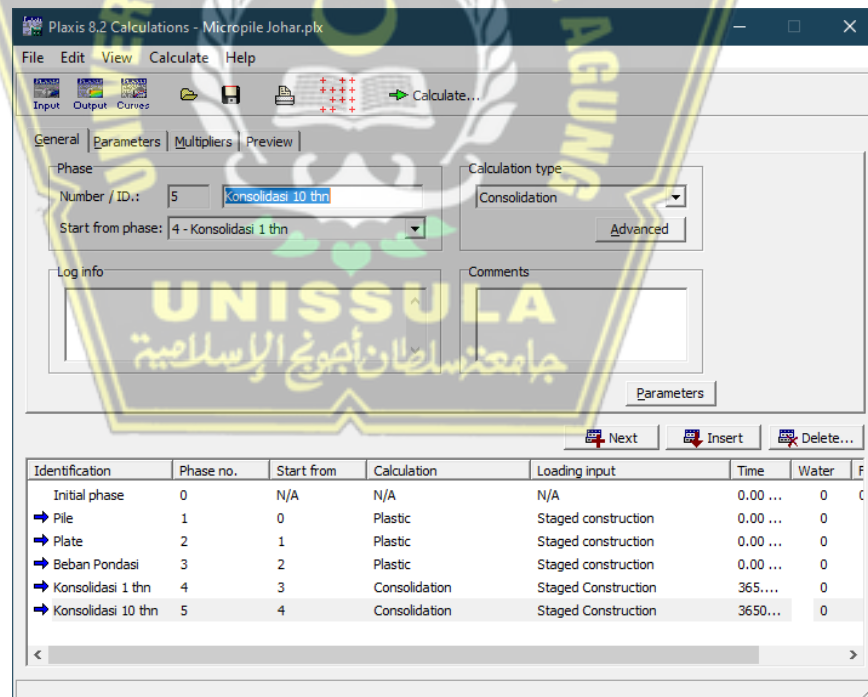 Plaxis 8.2 Calculations - Micropile Johar.plx
File Edit View Calculate Help
Input Output Curves Calculate...
General Parameters Multipliers Preview
Phase
Number / ID.: 5 Konsolidasi 10 thn
Start from phase: 4 - Konsolidasi 1 thn
Calculation type
Consolidation
Advanced
Log info
Comments
UNISSULA
جامعة سلطان أجونج الإسلامية
AGUNG
Parameters
Next Insert Delete...
Identification Phase no. Start from Calculation Loading input Time Water F
Initial phase 0 N/A N/A N/A 0.00 ... 0
Pile 1 0 Plastic Staged construction 0.00 ... 0
Plate 2 1 Plastic Staged construction 0.00 ... 0
Beban Pondasi 3 2 Plastic Staged construction 0.00 ... 0
Konsolidasi 1 thn 4 3 Consolidation Staged Construction 365.... 0
Konsolidasi 10 thn 5 4 Consolidation Staged Construction 3650... 0